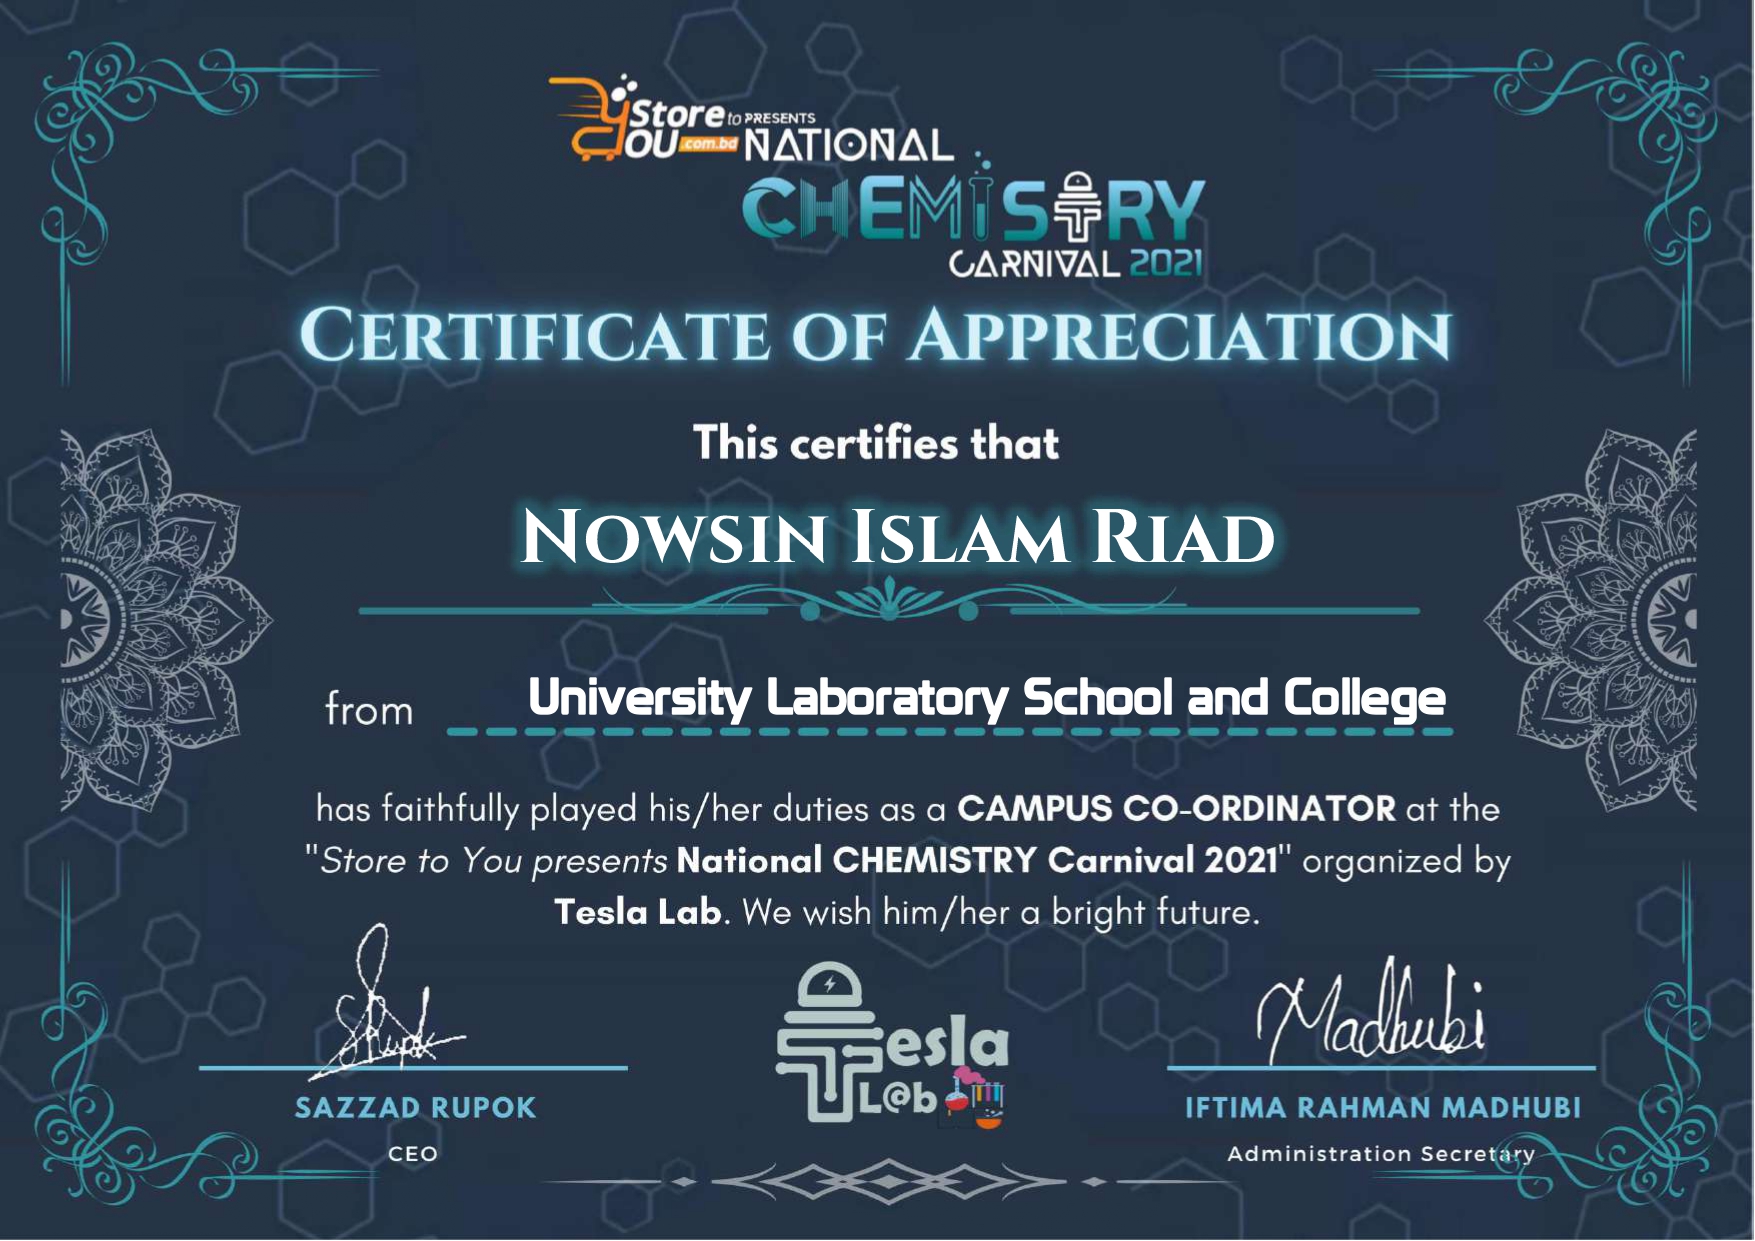 Store to PRESENTS
YOU .com.bd NATIONAL
CHEMISTRY
CARNIVAL 2021
CERTIFICATE OF APPRECIATION
This certifies that
NOWSIN ISLAM RIAD
from University Laboratory School and College
has faithfully played his/her duties as a CAMPUS CO-ORDINATOR at the
"Store to You presents National CHEMISTRY Carnival 2021" organized by
Tesla Lab. We wish him/her a bright future.
Rupok
Madhubi
Tesla
L@b
SAZZAD RUPOK
IFTIMA RAHMAN MADHUBI
CEO
Administration Secretary